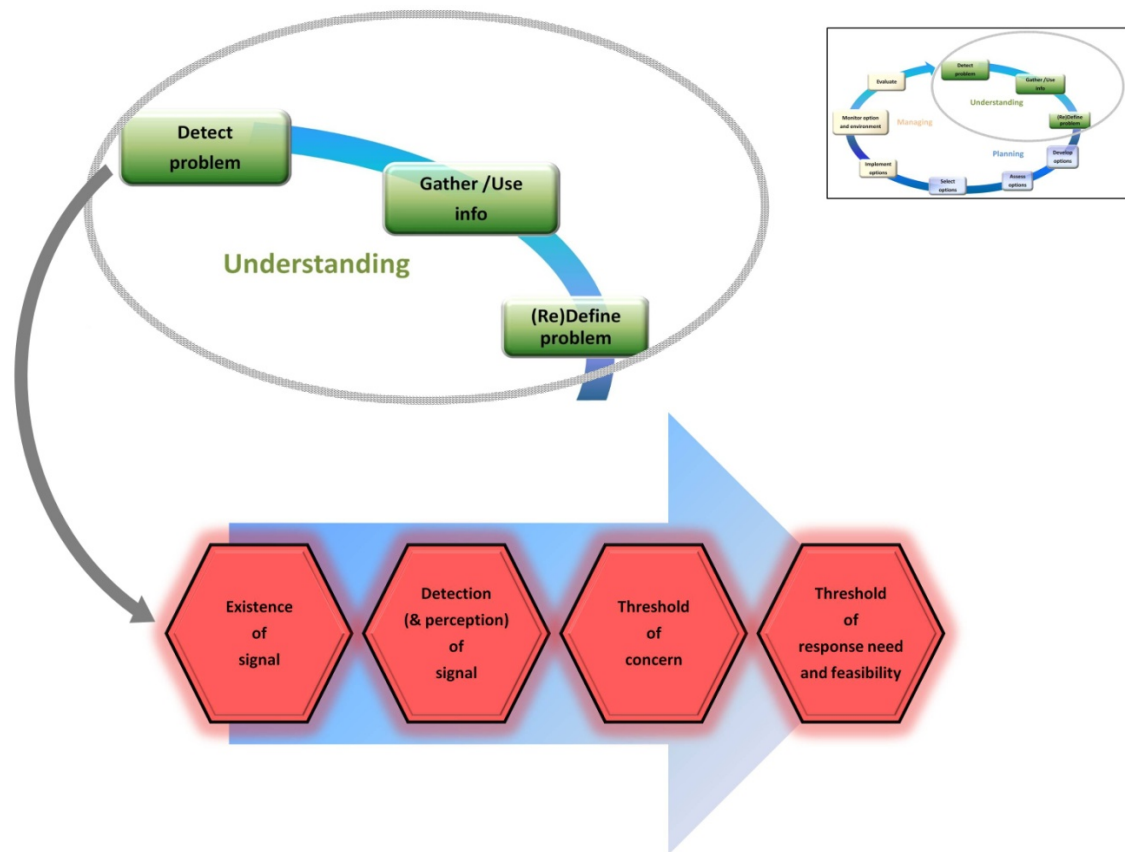 Detect
problem
Gather /Use
info
Understanding
(Re)Define
problem
Detect
problem
Gather /Use
info
Understanding
(Re)Define
problem
Planning
Develop
options
Assess
options
Select
options
Implement
options
Managing
Monitor option
and environment
Evaluate
Existence
of
signal
Detection
(& perception)
of
signal
Threshold
of
concern
Threshold
of
response need
and feasibility